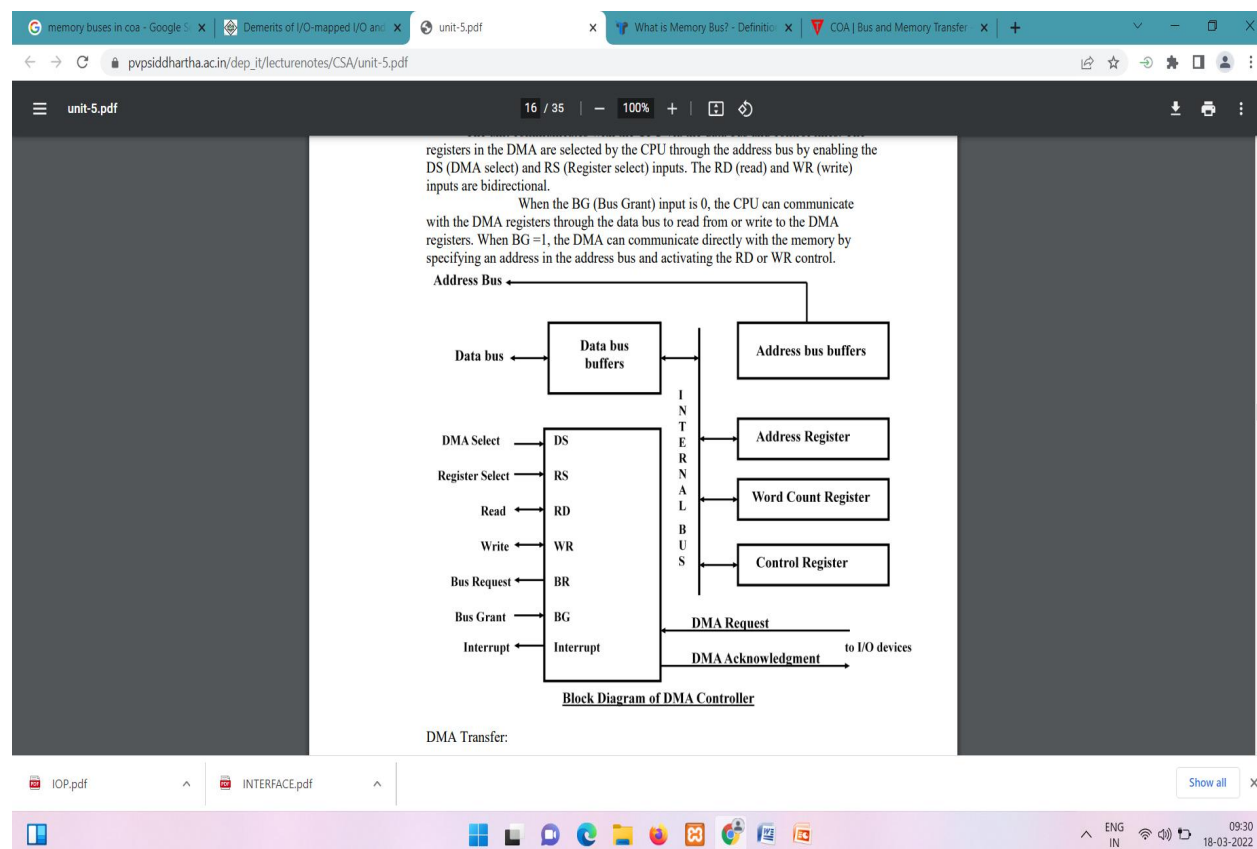 memory buses in coa - Google S
Demerits of I/O-mapped I/O and
unit-5.pdf
What is Memory Bus? - Definitio
COA | Bus and Memory Transfer -
pvpsiddhartha.ac.in/dep_it/lecturenotes/CSA/unit-5.pdf
unit-5.pdf
16 / 35
100%
registers in the DMA are selected by the CPU through the address bus by enabling the
DS (DMA select) and RS (Register select) inputs. The RD (read) and WR (write)
inputs are bidirectional.
When the BG (Bus Grant) input is 0, the CPU can communicate
with the DMA registers through the data bus to read from or write to the DMA
registers. When BG =1, the DMA can communicate directly with the memory by
specifying an address in the address bus and activating the RD or WR control.
Address Bus
Data bus
Data bus
buffers
Address bus buffers
INTERNAL BUS
DMA Select
DS
Address Register
Register Select
RS
Word Count Register
Read
RD
Write
WR
Control Register
Bus Request
BR
Bus Grant
BG
DMA Request
Interrupt
Interrupt
to I/O devices
DMA Acknowledgment
Block Diagram of DMA Controller
DMA Transfer:
IOP.pdf
INTERFACE.pdf
Show all
ENG
IN
09:30
18-03-2022